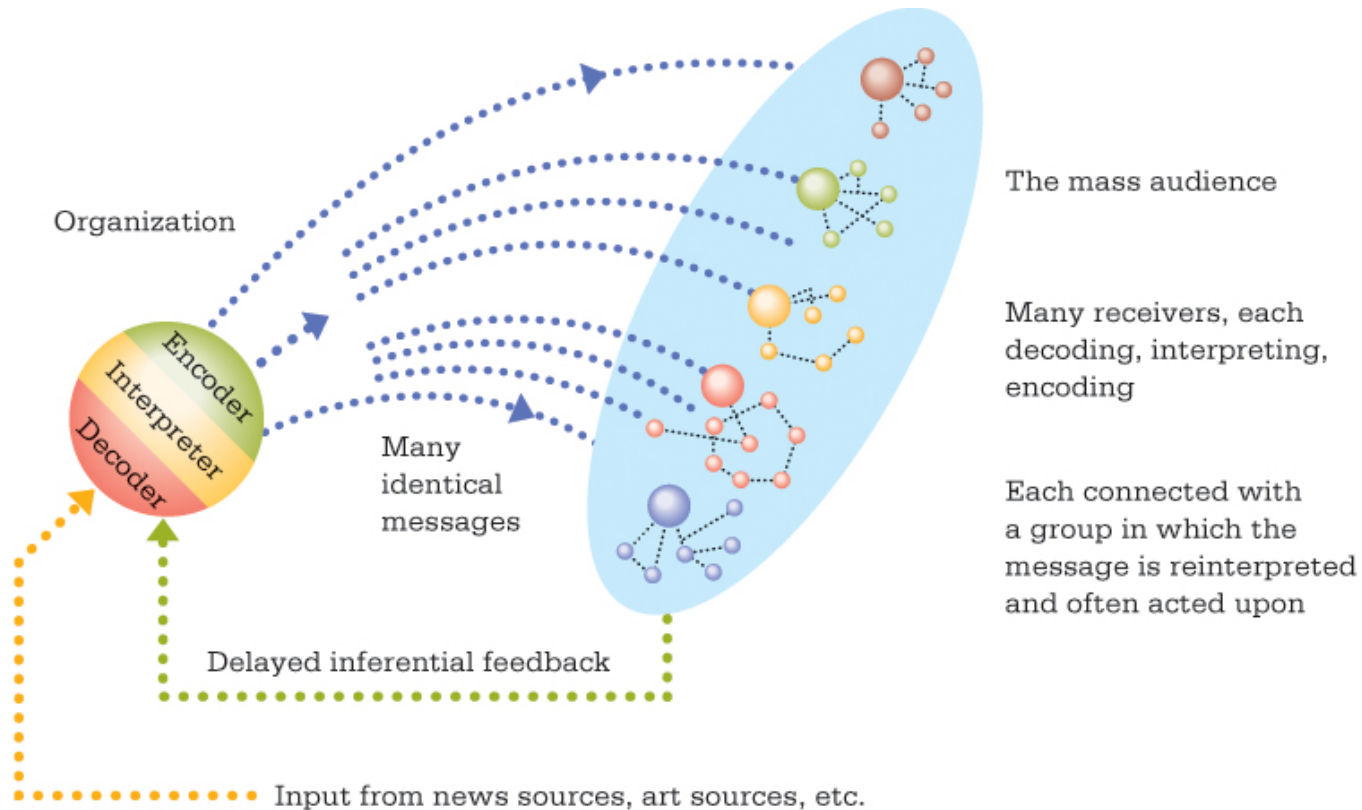 Organization
Encoder
Interpreter
Decoder
Many
identical
messages
The mass audience
Many receivers, each
decoding, interpreting,
encoding
Each connected with
a group in which the
message is reinterpreted
and often acted upon
Delayed inferential feedback
Input from news sources, art sources, etc.